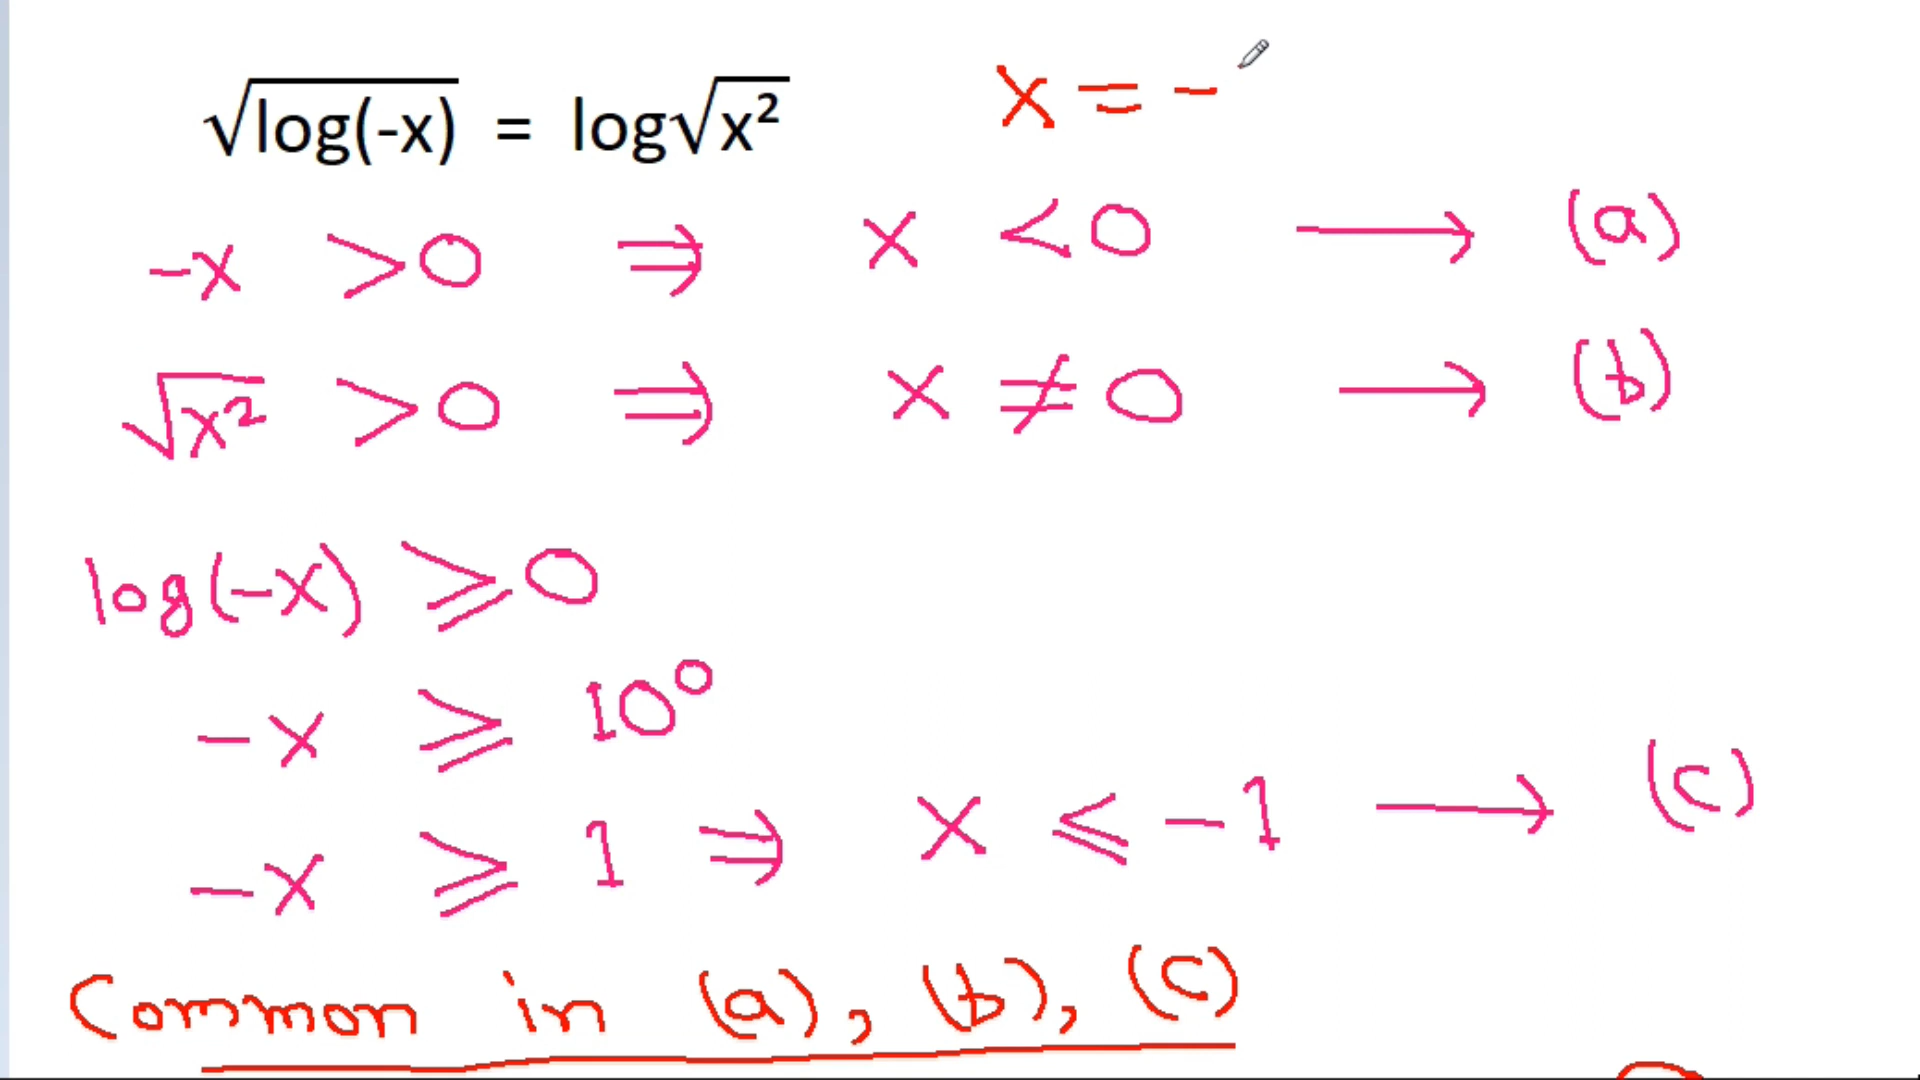 √log(-x) = log√x² x = -
-x > 0 ⇒ x < 0 → (a)
√x² > 0 ⇒ x ≠ 0 → (b)
log(-x) ≥ 0
-x ≥ 10⁰
-x ≥ 1 ⇒ x ≤ -1 → (c)
Common in (a), (b), (c)